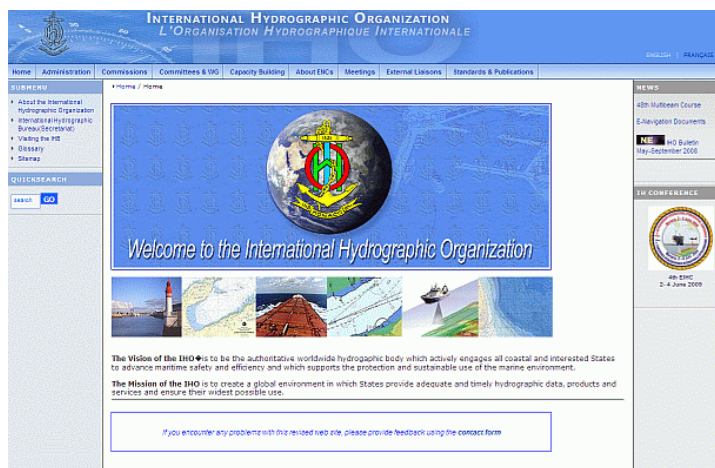 INTERNATIONAL HYDROGRAPHIC ORGANIZATION
L'ORGANISATION HYDROGRAPHIQUE INTERNATIONALE
ENGLISH | FRANÇAIS
Home Administration Commissions Committees & WG Capacity Building About ENCs Meetings External Liaisons Standards & Publications
SUBMENU
About the International
Hydrographic Organization
International Hydrographic
Bureau(Secretariat)
Visiting the IHB
Glossary
Sitemap
QUICKSEARCH
search GO
Home / Home
Welcome to the International Hydrographic Organization
The Vision of the IHO�is to be the authoritative worldwide hydrogaphic body which actively engages all coastal and interested States
to advance maritime safety and efficiency and which supports the protection and sustainable use of the marine environment.
The Mission of the IHO is to create a global environment in which States provide adequate and timely hydrographic data, products and
services and ensure their widest possible use.
If you encounter any problems with this revised web site, please provide feedback using the contact form
NEWS
48th Multibeam Course
E-Navigation Documents
NE IHO Bulletin
May-September 2008
IH CONFERENCE
4th EIHC
2- 4 June 2009